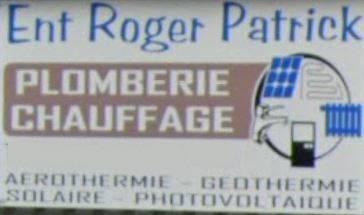 Ent Roger Patrick
PLOMBERIE
CHAUFFAGE
AEROTHERMIE - GEOTHERMIE
SOLAIRE - PHOTOVOLTAIQUE